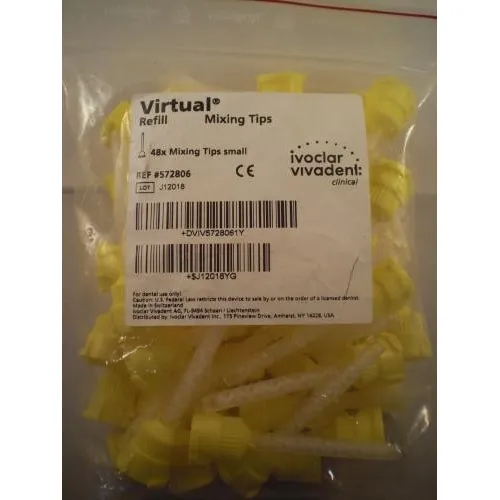 Virtual®
Refill Mixing Tips
48x Mixing Tips small
REF #572806 CE
LOT J12018
ivoclar
vivadent:
clinical
+DVIV5728061Y
+$J12018YG
For dental use only!
Caution: U.S. Federal Law restricts this device to sale by or on the order of a licensed dentist.
Made in Switzerland
Ivoclar Vivadent AG, FL-9494 Schaan / Liechtenstein
Distributed by: Ivoclar Vivadent Inc. 175 Pineview Drive, Amherst, NY 14228, USA